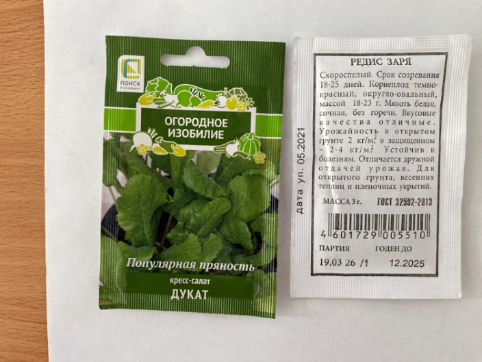 ПОИСК
ОГОРОДНОЕ
ИЗОБИЛИЕ
Популярная пряность
кресс-салат
ДУКАТ
РЕДИС ЗАРЯ
Скороспелый. Срок созревания
18-25 дней. Корнеплод темно-
красный, округло-овальный,
массой 18-23 г. Мякоть белая,
сочная, без горечи. Вкусовые
качества отличные.
Урожайность в открытом
грунте 2 кг/м² в защищенном
- 2-4 кг/м². Устойчив к
болезням. Отличается дружной
отдачей урожая. Для
открытого грунта, весенних
теплиц и пленочных укрытий.
МАССА 3 г. ГОСТ 32592-2013
4 601729 005510
ПАРТИЯ ГОДЕН ДО
19.03 26 /1 12.2025
дата уп. 05.2021